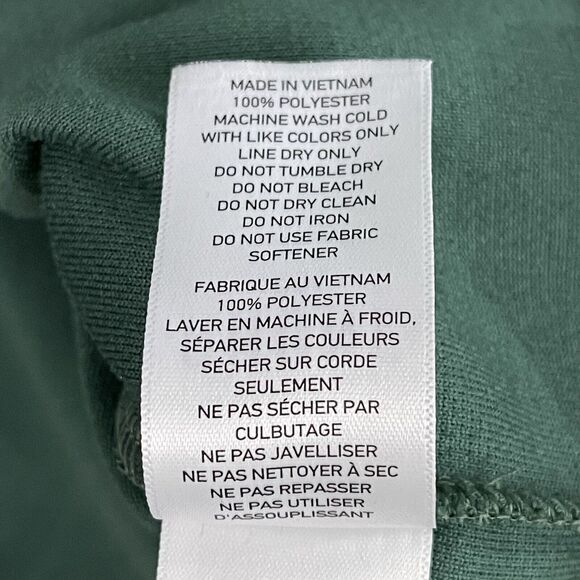 MADE IN VIETNAM
100% POLYESTER
MACHINE WASH COLD
WITH LIKE COLORS ONLY
LINE DRY ONLY
DO NOT TUMBLE DRY
DO NOT BLEACH
DO NOT DRY CLEAN
DO NOT IRON
DO NOT USE FABRIC
SOFTENER
FABRIQUE AU VIETNAM
100% POLYESTER
LAVER EN MACHINE À FROID,
SÉPARER LES COULEURS
SÉCHER SUR CORDE
SEULEMENT
NE PAS SÉCHER PAR
CULBUTAGE
NE PAS JAVELLISER
NE PAS NETTOYER À SEC
NE PAS REPASSER
NE PAS UTILISER
D'ASSOUPLISSANT